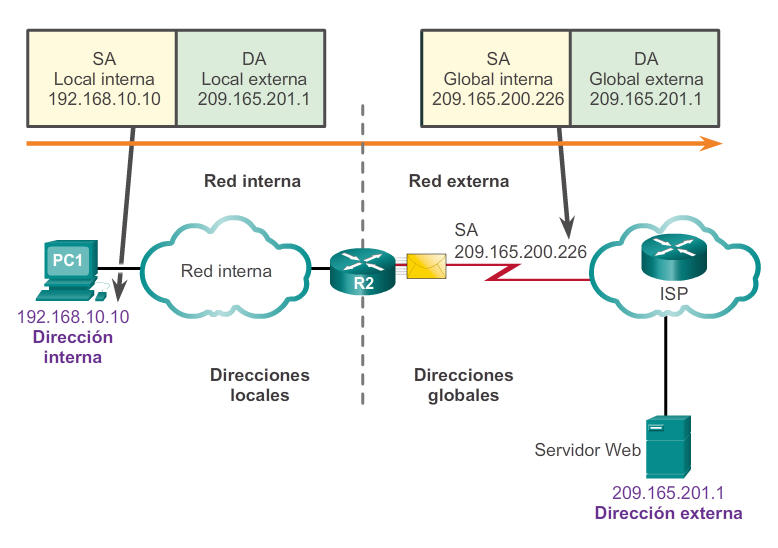 SA
Local interna
192.168.10.10
DA
Local externa
209.165.201.1
SA
Global interna
209.165.200.226
DA
Global externa
209.165.201.1
Red interna
Red externa
SA
209.165.200.226
PC1
Red interna
R2
ISP
192.168.10.10
Dirección
interna
Direcciones
locales
Direcciones
globales
Servidor Web
209.165.201.1
Dirección externa